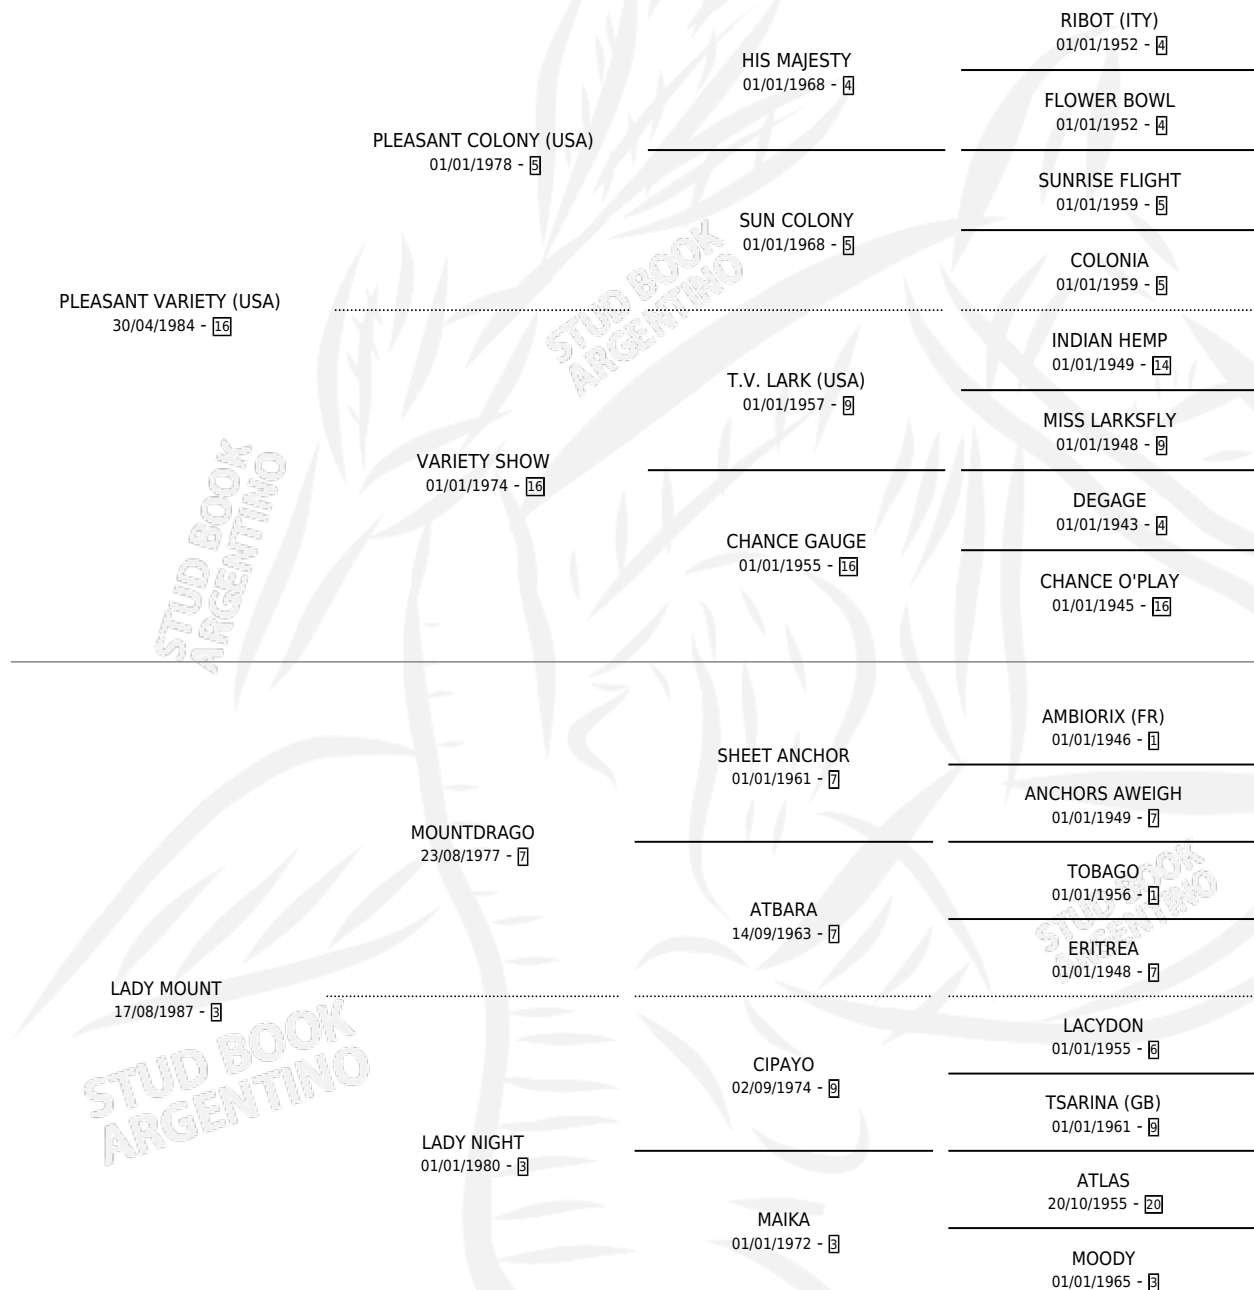 RIBOT (ITY)
01/01/1952 - 4
HIS MAJESTY
01/01/1968 - 4
FLOWER BOWL
01/01/1952 - 4
PLEASANT COLONY (USA)
01/01/1978 - 5
SUNRISE FLIGHT
01/01/1959 - 5
SUN COLONY
01/01/1968 - 5
COLONIA
01/01/1959 - 5
PLEASANT VARIETY (USA)
30/04/1984 - 16
STUD BOOK
ARGENTINO
INDIAN HEMP
01/01/1949 - 14
T.V. LARK (USA)
01/01/1957 - 9
MISS LARKSFLY
01/01/1948 - 9
VARIETY SHOW
01/01/1974 - 16
DEGAGE
01/01/1943 - 4
CHANCE GAUGE
01/01/1955 - 16
CHANCE O'PLAY
01/01/1945 - 16
STUD BOOK
ARGENTINO
AMBIORIX (FR)
01/01/1946 - 1
SHEET ANCHOR
01/01/1961 - 7
ANCHORS AWEIGH
01/01/1949 - 7
MOUNTDRAGO
23/08/1977 - 7
TOBAGO
01/01/1956 - 1
ATBARA
14/09/1963 - 7
STUD BOOK
ARGENTINO
ERITREA
01/01/1948 - 7
LADY MOUNT
17/08/1987 - 3
LACYDON
01/01/1955 - 6
CIPAYO
02/09/1974 - 9
TSARINA (GB)
01/01/1961 - 9
STUD BOOK
ARGENTINO
LADY NIGHT
01/01/1980 - 3
ATLAS
20/10/1955 - 20
MAIKA
01/01/1972 - 3
MOODY
01/01/1965 - 3